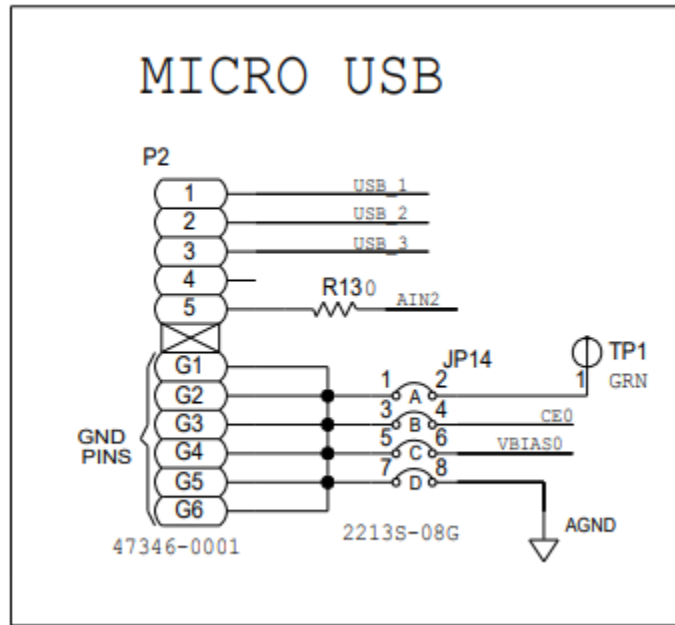 MICRO USB
P2
1 USB_1
2 USB_2
3 USB_3
4
5 R13 0 AIN2
G1 JP14 TP1
G2 1 A 2 1 GRN
G3 3 B 4 CE0
G4 5 C 6 VBIAS0
G5 7 D 8
G6
GND
PINS
47346-0001 2213S-08G AGND